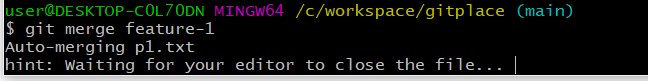 user@DESKTOP-C0L70DN MINGW64 /c/workspace/gitplace (main)
$ git merge feature-1
Auto-merging p1.txt
hint: Waiting for your editor to close the file...